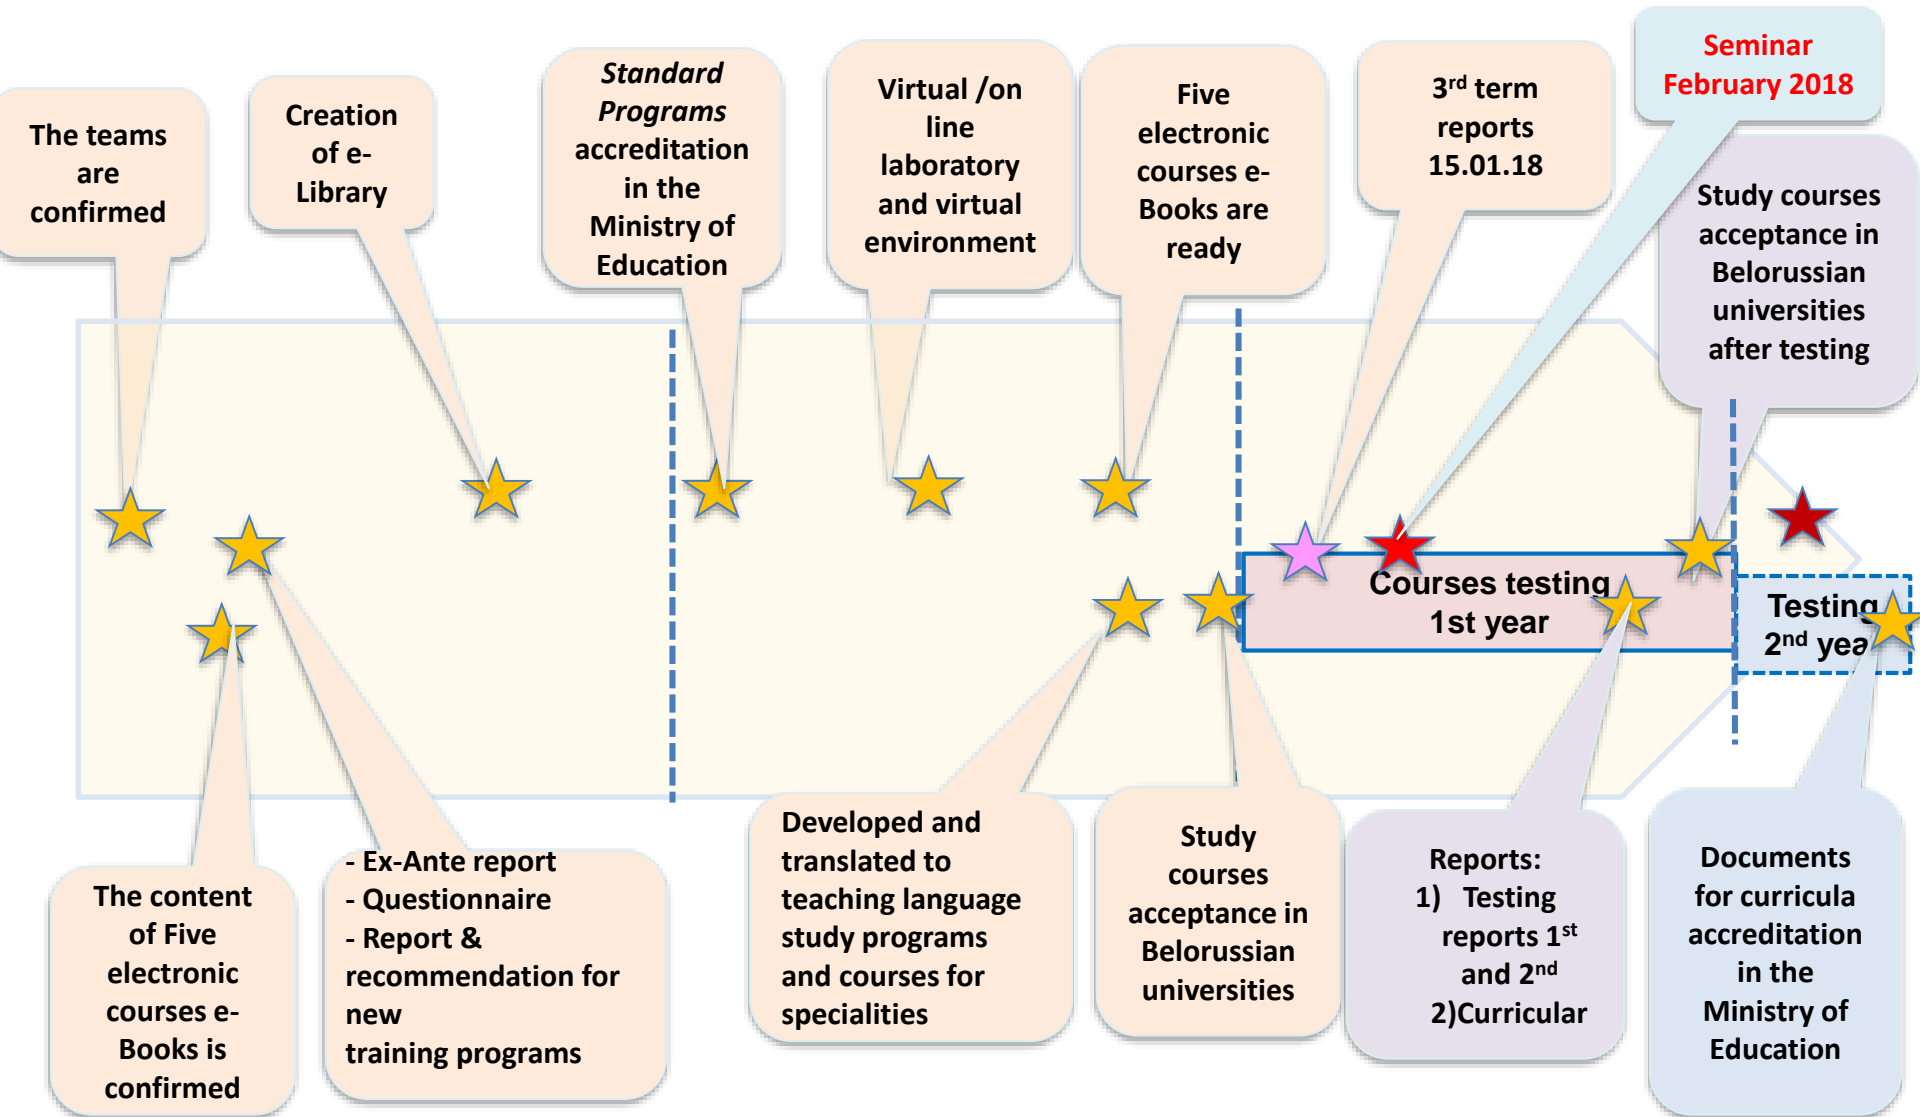 The teams
are
confirmed
Creation
of e-
Library
Standard
Programs
accreditation
in the
Ministry of
Education
Virtual /on
line
laboratory
and virtual
environment
Five
electronic
courses e-
Books are
ready
3rd term
reports
15.01.18
Seminar
February 2018
Study courses
acceptance in
Belorussian
universities
after testing
Courses testing
1st year
Testing
2nd yea
The content
of Five
electronic
courses e-
Books is
confirmed
- Ex-Ante report
- Questionnaire
- Report &
recommendation for
new
training programs
Developed and
translated to
teaching language
study programs
and courses for
specialities
Study
courses
acceptance in
Belorussian
universities
Reports:
1) Testing
reports 1st
and 2nd
2)Curricular
Documents
for curricula
accreditation
in the
Ministry of
Education